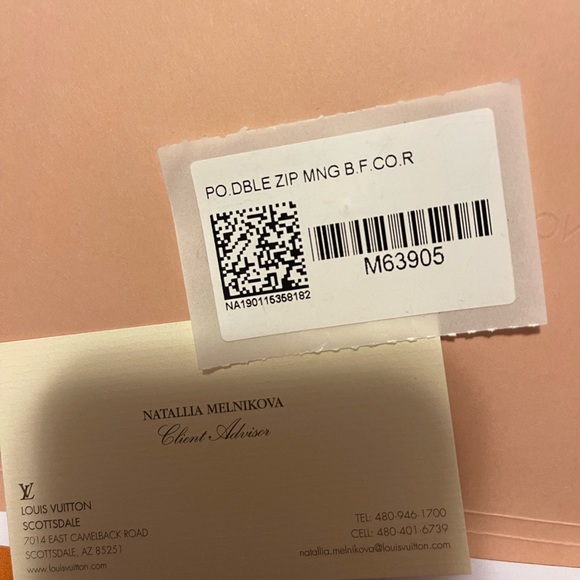 PO.DBLE ZIP MNG B.F.CO.R
M63905
NA190115358182
NATALLIA MELNIKOVA
Client Advisor
LV
LOUIS VUITTON
SCOTTSDALE
7014 EAST CAMELBACK ROAD
SCOTTSDALE, AZ 85251
www.louisvuitton.com
TEL: 480-946-1700
CELL: 480-401-6739
natallia.melnikova@louisvuitton.com